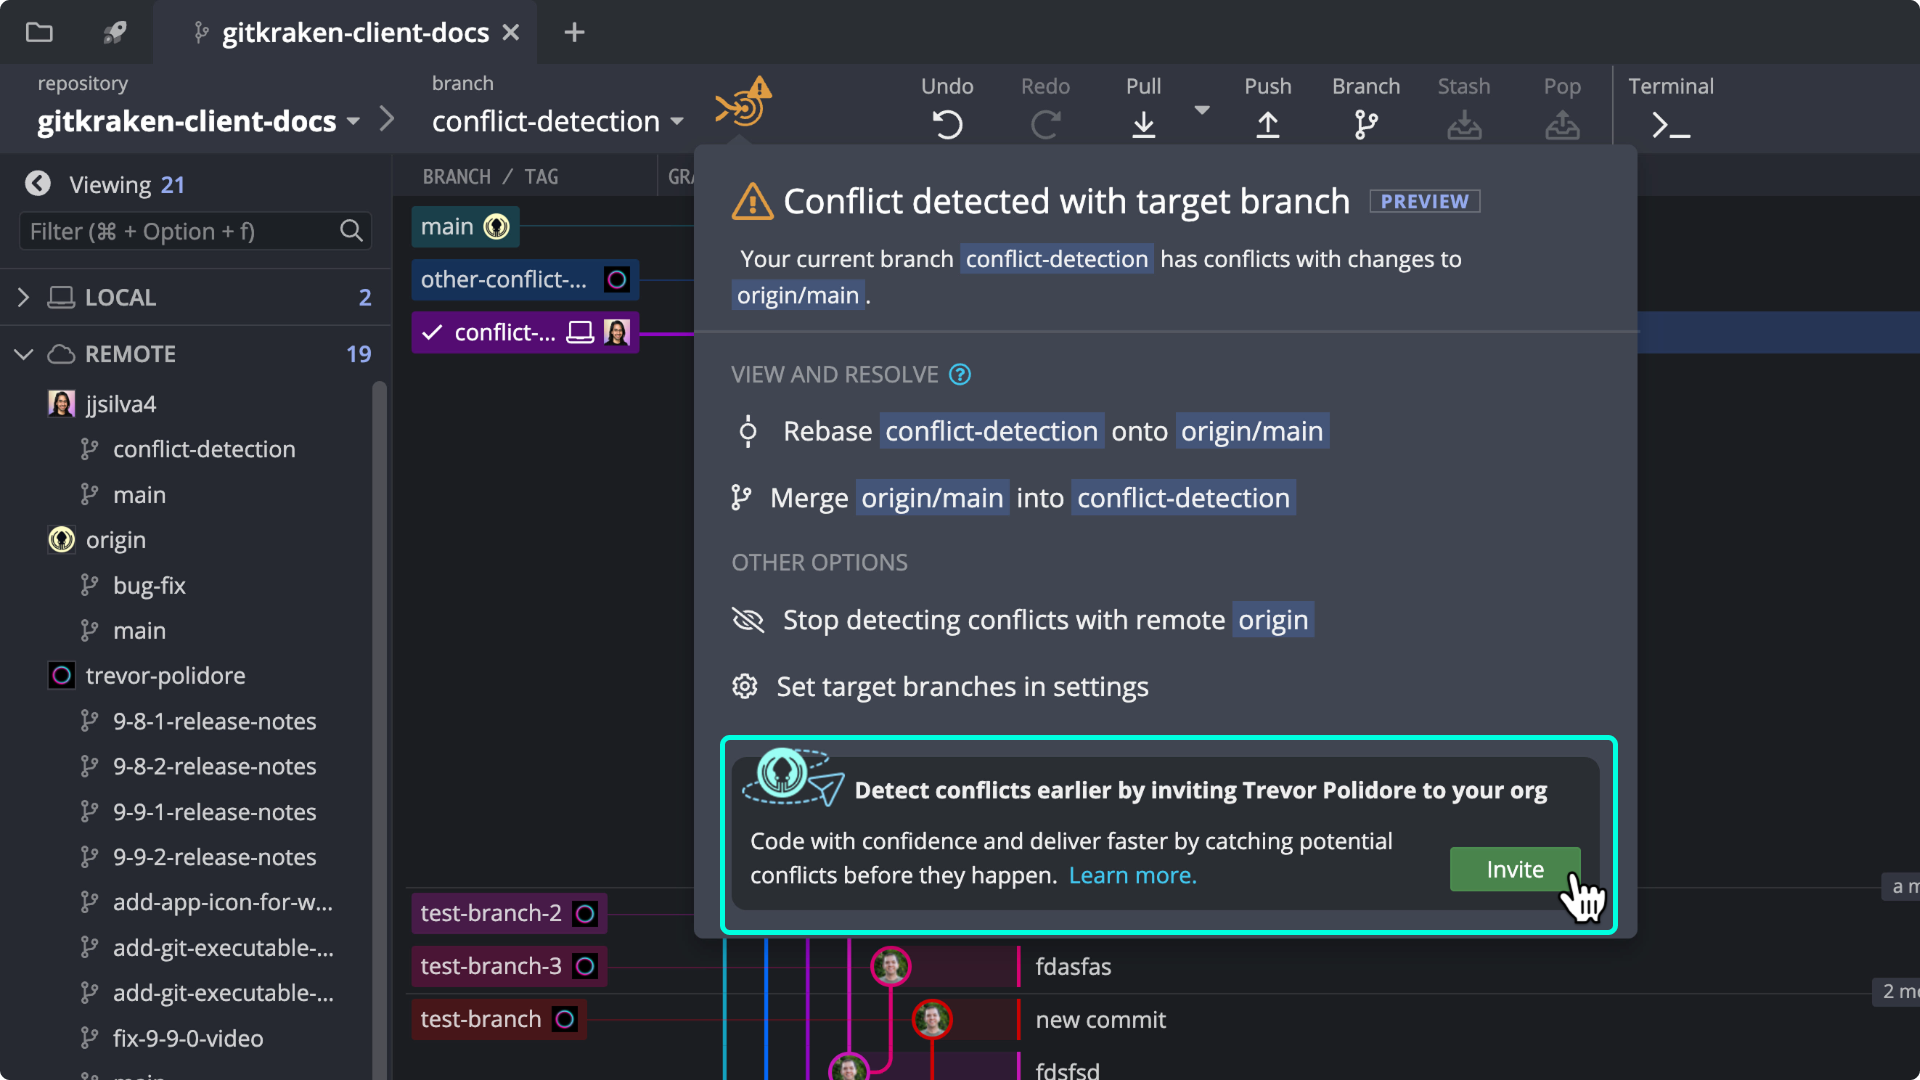 gitkraken-client-docs
repository
gitkraken-client-docs
branch
conflict-detection
Undo
Redo
Pull
Push
Branch
Stash
Pop
Terminal
Viewing 21
Filter (⌘ + Option + f)
LOCAL 2
REMOTE 19
jjsilva4
conflict-detection
main
origin
bug-fix
main
trevor-polidore
9-8-1-release-notes
9-8-2-release-notes
9-9-1-release-notes
9-9-2-release-notes
add-app-icon-for-w...
add-git-executable-...
add-git-executable-...
fix-9-9-0-video
main
BRANCH / TAG
GRA
main
other-conflict-...
conflict-...
test-branch-2
test-branch-3
test-branch
Conflict detected with target branch PREVIEW
Your current branch conflict-detection has conflicts with changes to
origin/main .
VIEW AND RESOLVE ?
Rebase conflict-detection onto origin/main
Merge origin/main into conflict-detection
OTHER OPTIONS
Stop detecting conflicts with remote origin
Set target branches in settings
Detect conflicts earlier by inviting Trevor Polidore to your org
Code with confidence and deliver faster by catching potential
conflicts before they happen. Learn more.
Invite
fdasfas
new commit
fdsfsd
a m
2 mo